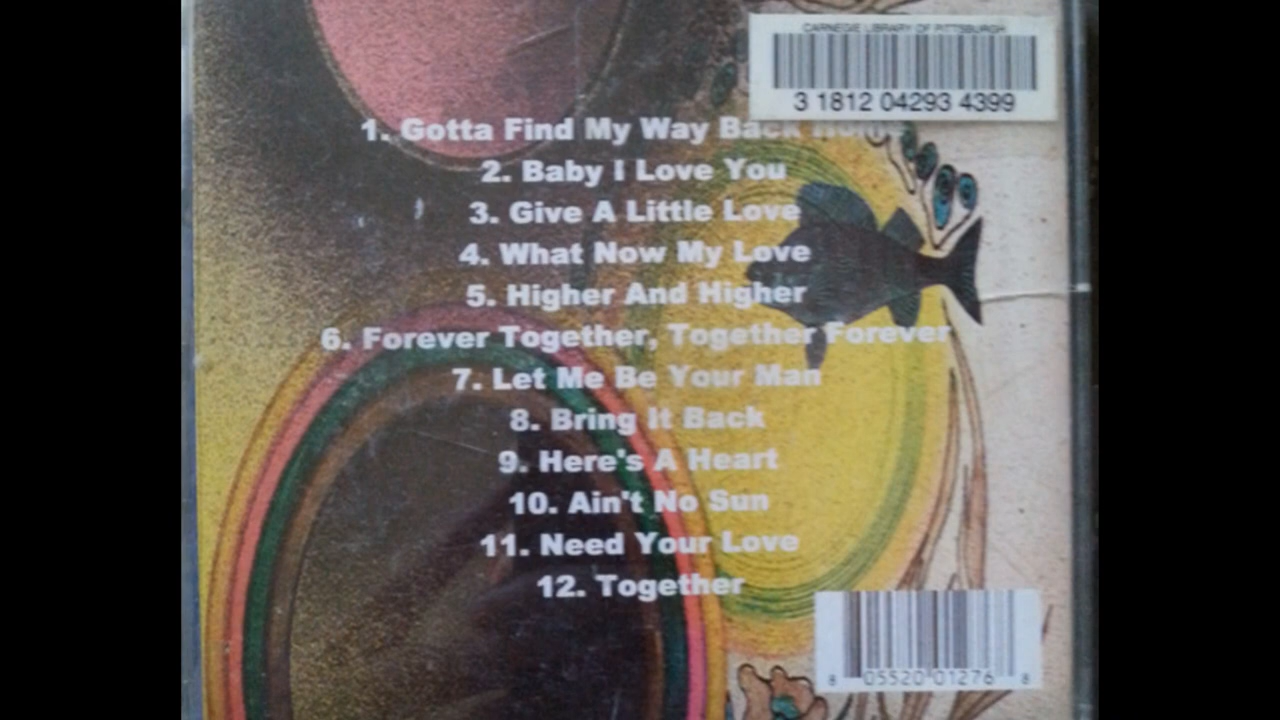 CARNEGIE LIBRARY OF PITTSBURGH
3 1812 04293 4399
1. Gotta Find My Way Back Home
2. Baby I Love You
3. Give A Little Love
4. What Now My Love
5. Higher And Higher
6. Forever Together, Together Forever
7. Let Me Be Your Man
8. Bring It Back
9. Here's A Heart
10. Ain't No Sun
11. Need Your Love
12. Together
8 05520 01276 8